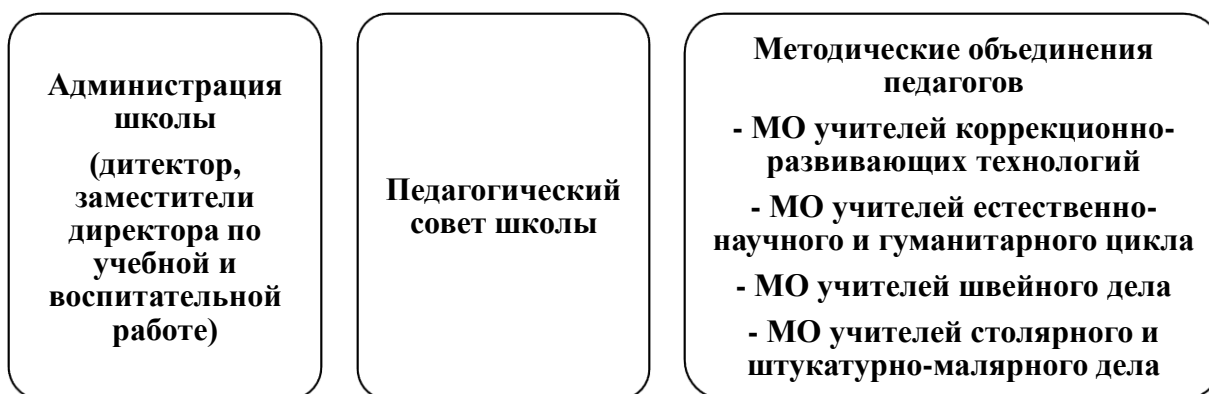 Администрация
школы
(дитектор,
заместители
директора по
учебной и
воспитательной
работе)
Педагогический
совет школы
Методические объединения
педагогов
- МО учителей коррекционно-
развивающих технологий
- МО учителей естественно-
научного и гуманитарного цикла
- МО учителей швейного дела
- МО учителей столярного и
штукатурно-малярного дела